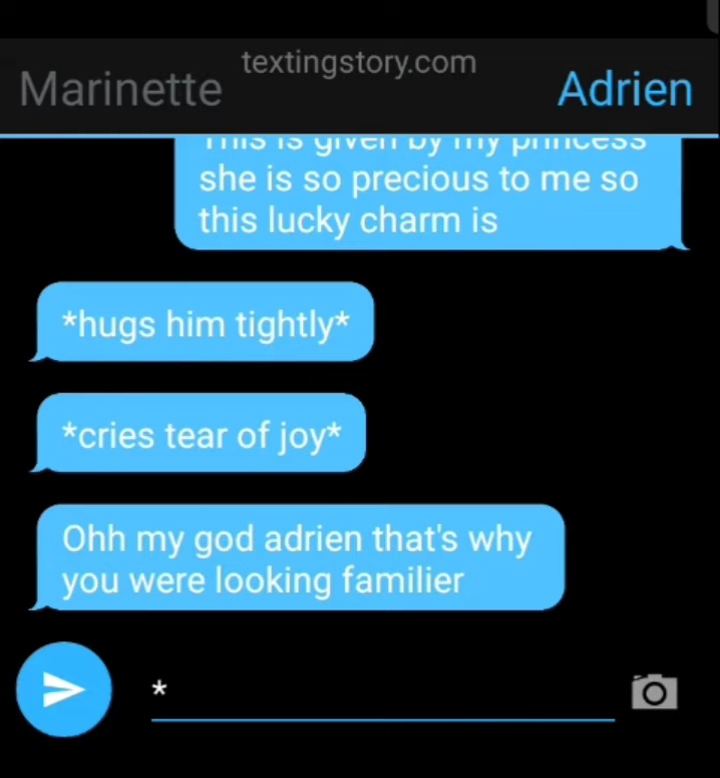 textingstory.com
Marinette
Adrien
This is given by my princess
she is so precious to me so
this lucky charm is
*hugs him tightly*
*cries tear of joy*
Ohh my god adrien that's why
you were looking familier
*